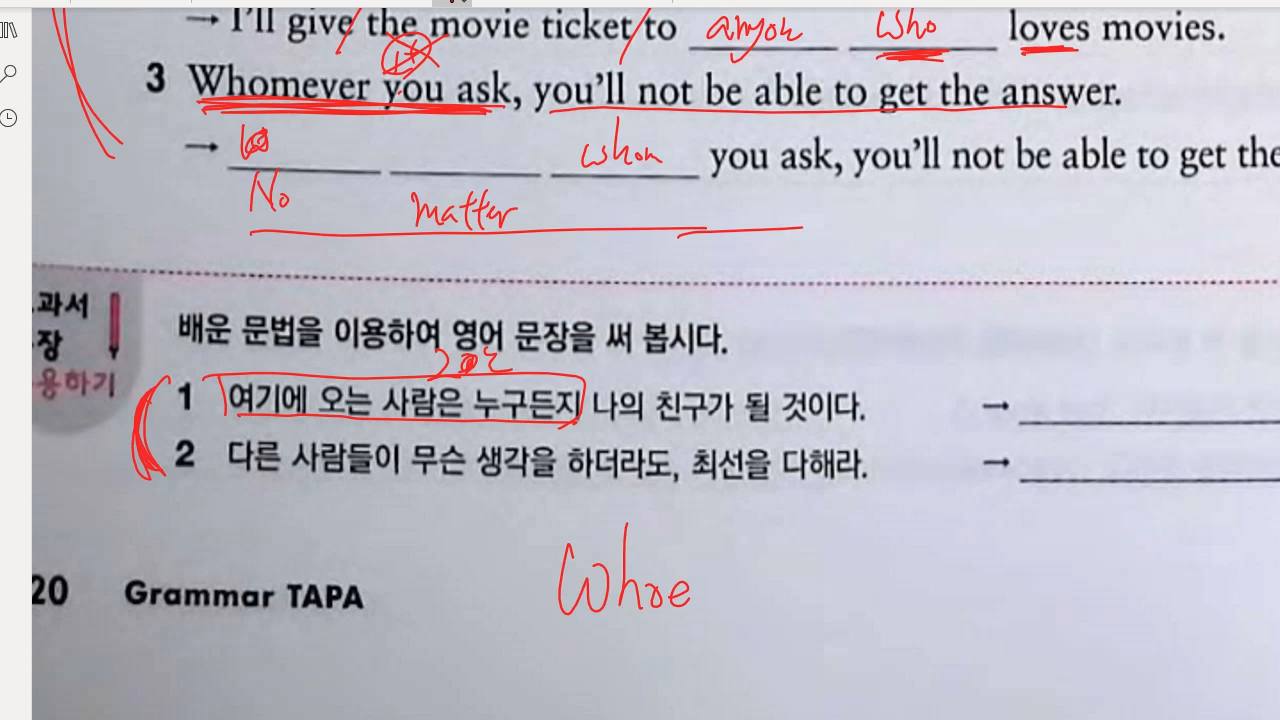 → I'll give the movie ticket to anyon who loves movies.
3 Whomever you ask, you'll not be able to get the answer.
→ No matter whom you ask, you'll not be able to get the
과서
장
용하기
배운 문법을 이용하여 영어 문장을 써 봅시다.
1 여기에 오는 사람은 누구든지 나의 친구가 될 것이다. →
2 다른 사람들이 무슨 생각을 하더라도, 최선을 다해라. →
Whoe
20 Grammar TAPA